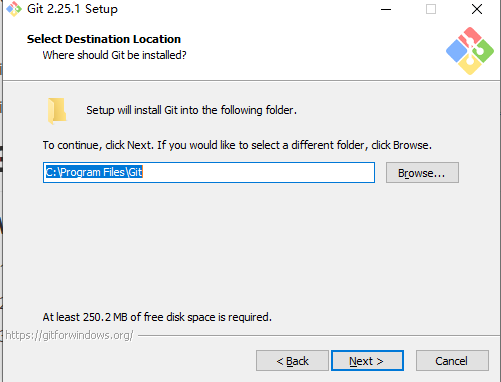 Git 2.25.1 Setup
Select Destination Location
Where should Git be installed?
Setup will install Git into the following folder.
To continue, click Next. If you would like to select a different folder, click Browse.
C:\Program Files\Git
Browse...
At least 250.2 MB of free disk space is required.
https://gitforwindows.org/
< Back
Next >
Cancel